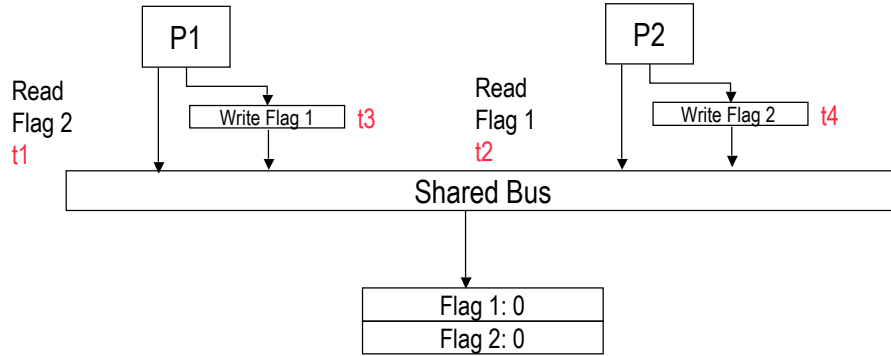 P1
P2
Read
Flag 2
t1
Write Flag 1
t3
Read
Flag 1
t2
Write Flag 2
t4
Shared Bus
Flag 1: 0
Flag 2: 0